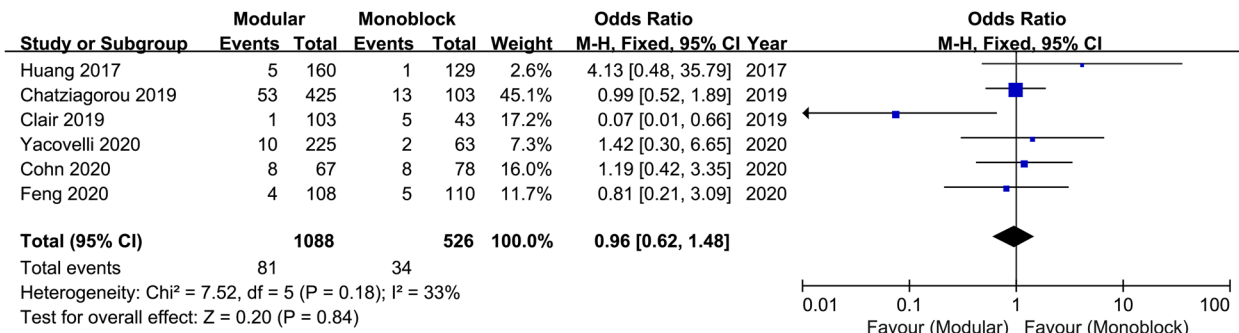 Modular Monoblock Odds Ratio Odds Ratio
Study or Subgroup Events Total Events Total Weight M-H, Fixed, 95% CI Year M-H, Fixed, 95% CI
Huang 2017 5 160 1 129 2.6% 4.13 [0.48, 35.79] 2017
Chatziagorou 2019 53 425 13 103 45.1% 0.99 [0.52, 1.89] 2019
Clair 2019 1 103 5 43 17.2% 0.07 [0.01, 0.66] 2019
Yacovelli 2020 10 225 2 63 7.3% 1.42 [0.30, 6.65] 2020
Cohn 2020 8 67 8 78 16.0% 1.19 [0.42, 3.35] 2020
Feng 2020 4 108 5 110 11.7% 0.81 [0.21, 3.09] 2020
Total (95% CI) 1088 526 100.0% 0.96 [0.62, 1.48]
Total events 81 34
Heterogeneity: Chi² = 7.52, df = 5 (P = 0.18); I² = 33%
Test for overall effect: Z = 0.20 (P = 0.84)
0.01 0.1 1 10 100
Favour (Modular) Favour (Monoblock)